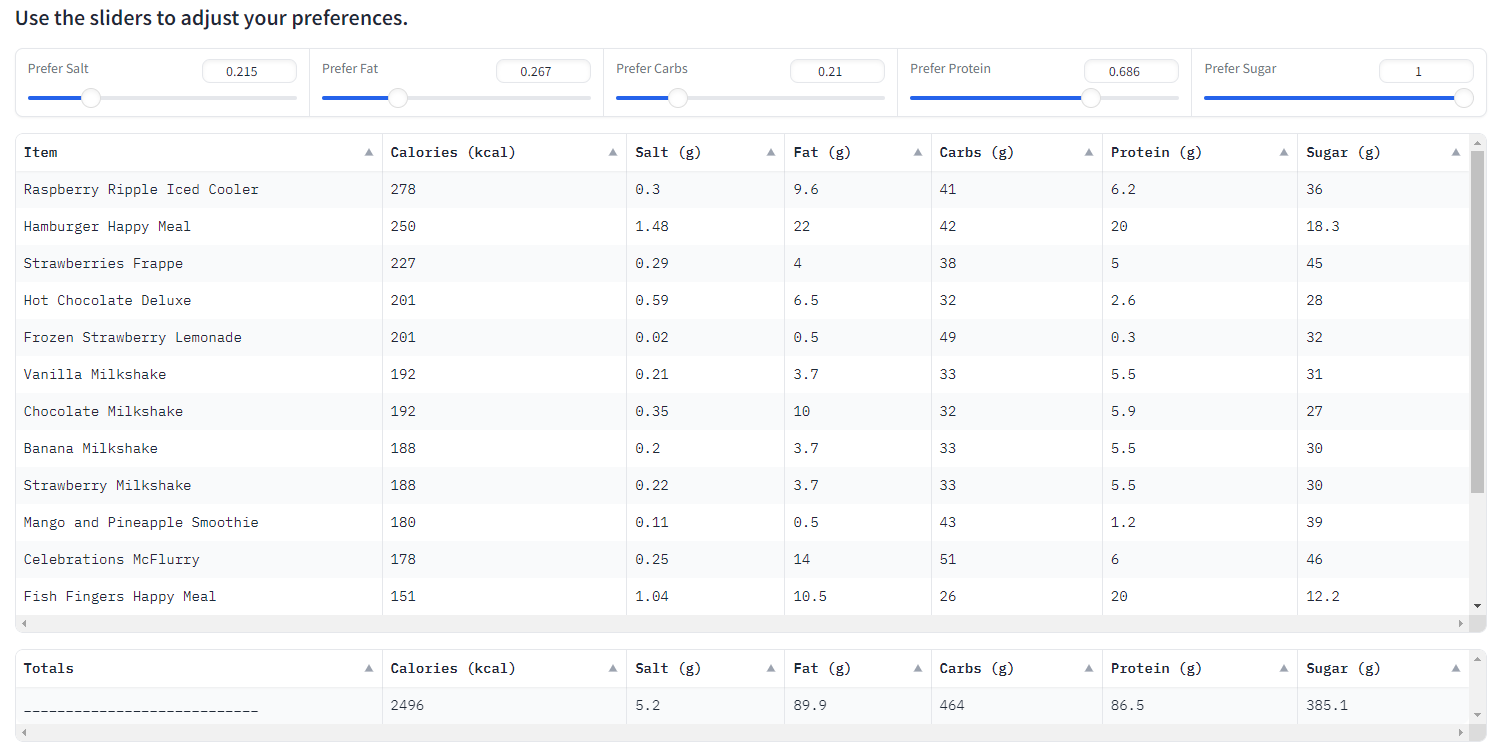 Use the sliders to adjust your preferences.
Prefer Salt 0.215 Prefer Fat 0.267 Prefer Carbs 0.21 Prefer Protein 0.686 Prefer Sugar 1
Item Calories (kcal) Salt (g) Fat (g) Carbs (g) Protein (g) Sugar (g)
Raspberry Ripple Iced Cooler 278 0.3 9.6 41 6.2 36
Hamburger Happy Meal 250 1.48 22 42 20 18.3
Strawberries Frappe 227 0.29 4 38 5 45
Hot Chocolate Deluxe 201 0.59 6.5 32 2.6 28
Frozen Strawberry Lemonade 201 0.02 0.5 49 0.3 32
Vanilla Milkshake 192 0.21 3.7 33 5.5 31
Chocolate Milkshake 192 0.35 10 32 5.9 27
Banana Milkshake 188 0.2 3.7 33 5.5 30
Strawberry Milkshake 188 0.22 3.7 33 5.5 30
Mango and Pineapple Smoothie 180 0.11 0.5 43 1.2 39
Celebrations McFlurry 178 0.25 14 51 6 46
Fish Fingers Happy Meal 151 1.04 10.5 26 20 12.2
Totals Calories (kcal) Salt (g) Fat (g) Carbs (g) Protein (g) Sugar (g)
____________________________ 2496 5.2 89.9 464 86.5 385.1